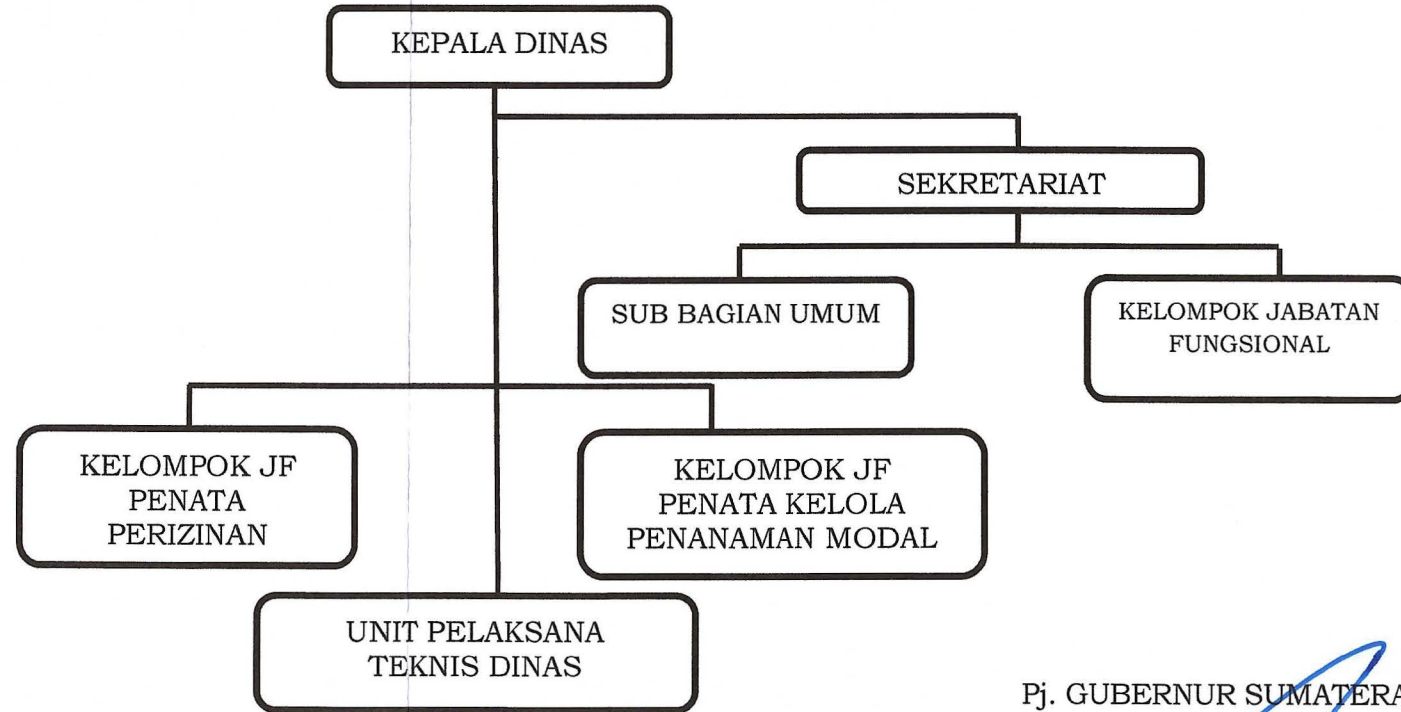 KEPALA DINAS
SEKRETARIAT
SUB BAGIAN UMUM
KELOMPOK JABATAN
FUNGSIONAL
KELOMPOK JF
PENATA
PERIZINAN
KELOMPOK JF
PENATA KELOLA
PENANAMAN MODAL
UNIT PELAKSANA
TEKNIS DINAS
Pj. GUBERNUR SUMATERA